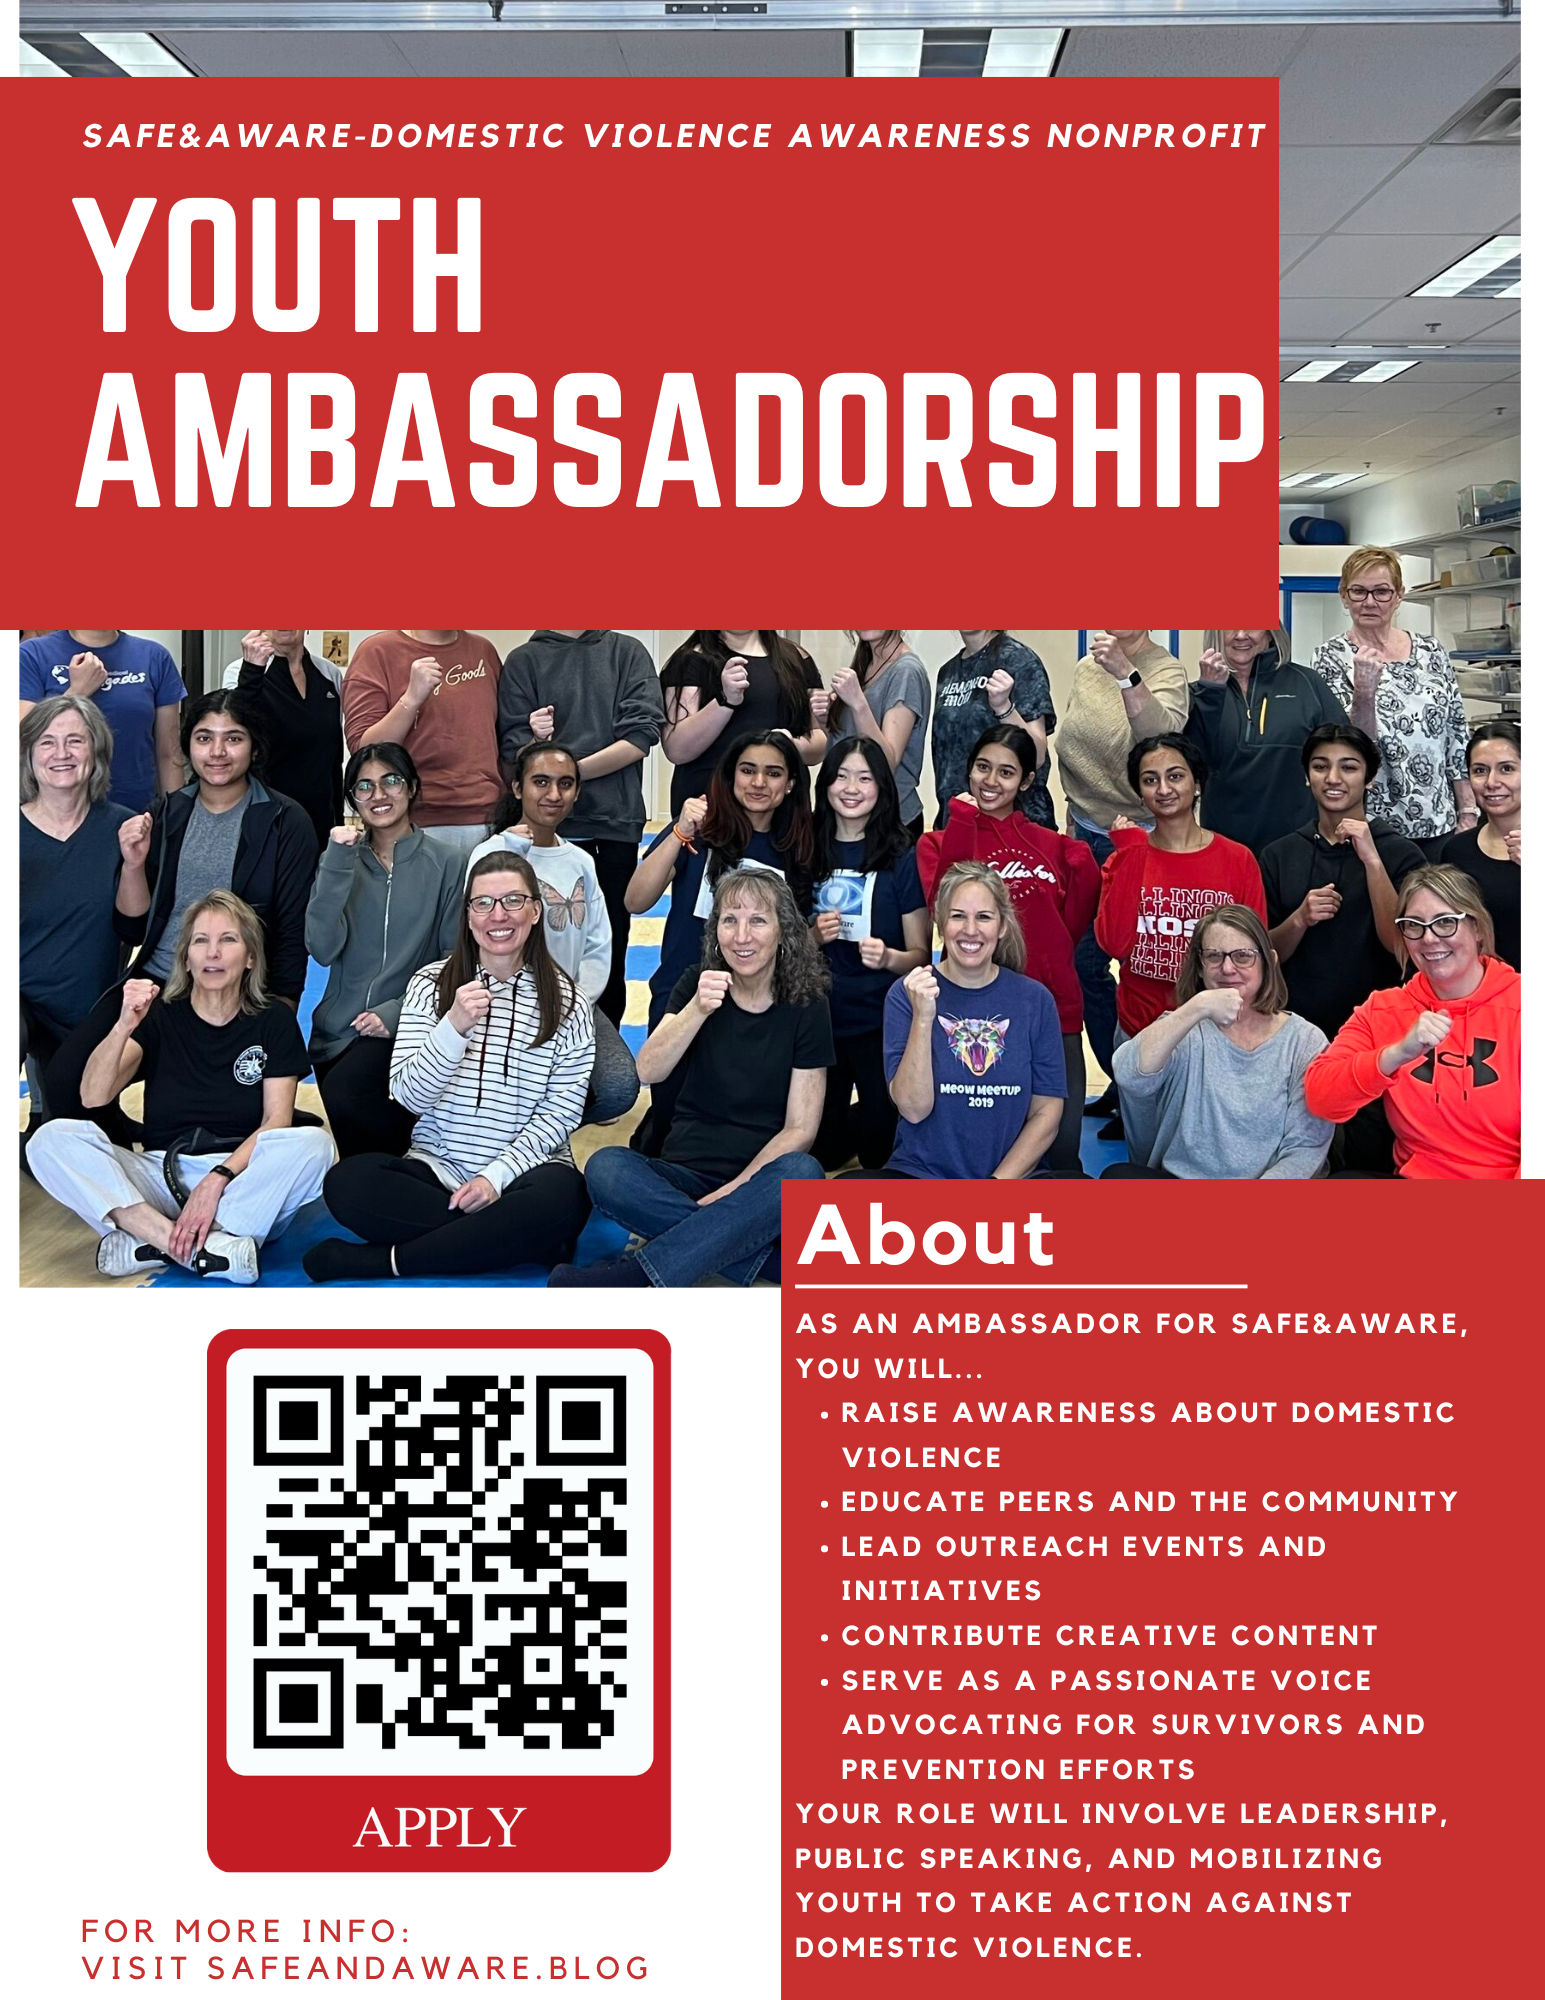 SAFE&AWARE-DOMESTIC VIOLENCE AWARENESS NONPROFIT
YOUTH
AMBASSADORSHIP
Goods
MEOW MEETUP
2019
About
AS AN AMBASSADOR FOR SAFE&AWARE,
YOU WILL...
• RAISE AWARENESS ABOUT DOMESTIC
VIOLENCE
• EDUCATE PEERS AND THE COMMUNITY
• LEAD OUTREACH EVENTS AND
INITIATIVES
• CONTRIBUTE CREATIVE CONTENT
• SERVE AS A PASSIONATE VOICE
ADVOCATING FOR SURVIVORS AND
PREVENTION EFFORTS
YOUR ROLE WILL INVOLVE LEADERSHIP,
PUBLIC SPEAKING, AND MOBILIZING
YOUTH TO TAKE ACTION AGAINST
DOMESTIC VIOLENCE.
APPLY
FOR MORE INFO:
VISIT SAFEANDAWARE.BLOG